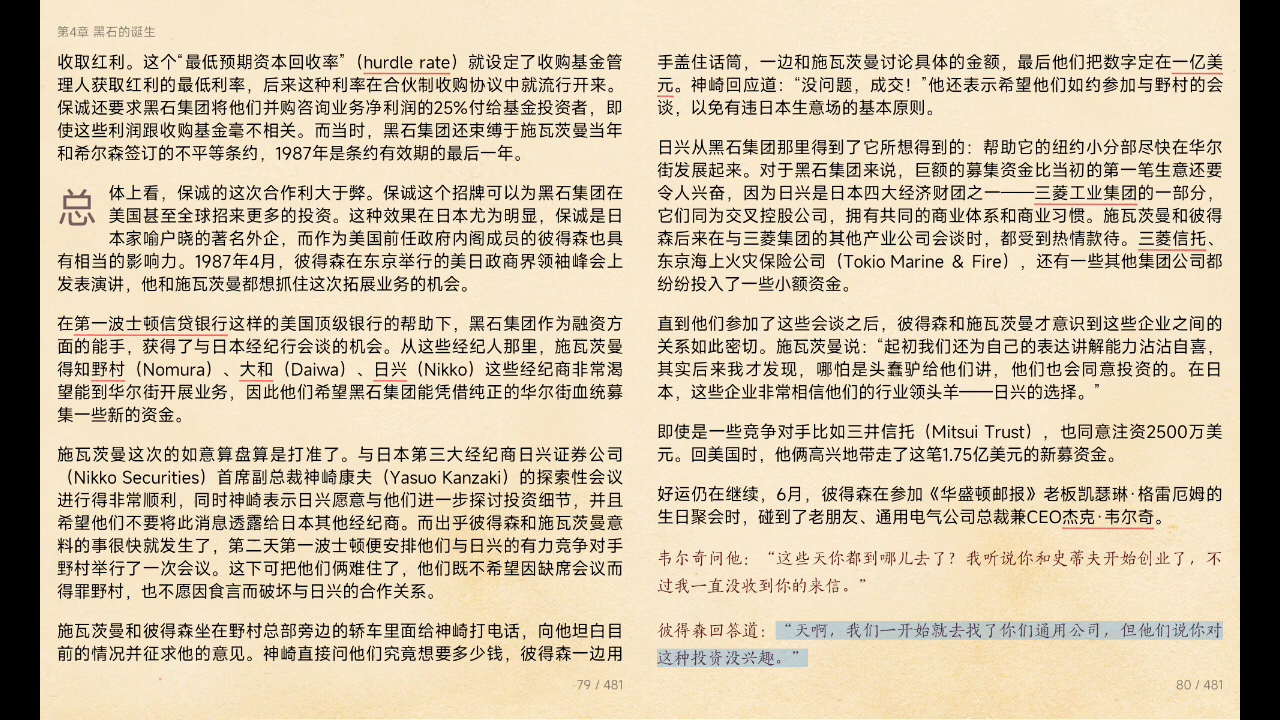 第4章 黑石的诞生
收取红利。这个“最低预期资本回收率”（hurdle rate）就设定了收购基金管
理人获取红利的最低利率，后来这种利率在合伙制收购协议中就流行开来。
保诚还要求黑石集团将他们并购咨询业务净利润的25%付给基金投资者，即
使这些利润跟收购基金毫不相关。而当时，黑石集团还束缚于施瓦茨曼当年
和希尔森签订的不平等条约，1987年是条约有效期的最后一年。
总体上看，保诚的这次合作利大于弊。保诚这个招牌可以为黑石集团在
美国甚至全球招来更多的投资。这种效果在日本尤为明显，保诚是日
本家喻户晓的著名外企，而作为美国前任政府内阁成员的彼得森也具
有相当的影响力。1987年4月，彼得森在东京举行的美日政商界领袖峰会上
发表演讲，他和施瓦茨曼都想抓住这次拓展业务的机会。
在第一波士顿信贷银行这样的美国顶级银行的帮助下，黑石集团作为融资方
面的能手，获得了与日本经纪行会谈的机会。从这些经纪人那里，施瓦茨曼
得知野村（Nomura）、大和（Daiwa）、日兴（Nikko）这些经纪商非常渴
望能到华尔街开展业务，因此他们希望黑石集团能凭借纯正的华尔街血统募
集一些新的资金。
施瓦茨曼这次的如意算盘算是打准了。与日本第三大经纪商日兴证券公司
（Nikko Securities）首席副总裁神崎康夫（Yasuo Kanzaki）的探索性会议
进行得非常顺利，同时神崎表示日兴愿意与他们进一步探讨投资细节，并且
希望他们不要将此消息透露给日本其他经纪商。而出乎彼得森和施瓦茨曼意
料的事很快就发生了，第二天第一波士顿便安排他们与日兴的有力竞争对手
野村举行了一次会议。这下可把他们俩难住了，他们既不希望因缺席会议而
得罪野村，也不愿因食言而破坏与日兴的合作关系。
施瓦茨曼和彼得森坐在野村总部旁边的轿车里面给神崎打电话，向他坦白目
前的情况并征求他的意见。神崎直接问他们究竟想要多少钱，彼得森一边用
79 / 481
手盖住话筒，一边和施瓦茨曼讨论具体的金额，最后他们把数字定在一亿美
元。神崎回应道：“没问题，成交！”他还表示希望他们如约参加与野村的会
谈，以免有违日本生意场的基本原则。
日兴从黑石集团那里得到了它所想得到的：帮助它的纽约小分部尽快在华尔
街发展起来。对于黑石集团来说，巨额的募集资金比当初的第一笔生意还要
令人兴奋，因为日兴是日本四大经济财团之一——三菱工业集团的一部分，
它们同为交叉控股公司，拥有共同的商业体系和商业习惯。施瓦茨曼和彼得
森后来在与三菱集团的其他产业公司会谈时，都受到热情款待。三菱信托、
东京海上火灾保险公司（Tokio Marine & Fire），还有一些其他集团公司都
纷纷投入了一些小额资金。
直到他们参加了这些会谈之后，彼得森和施瓦茨曼才意识到这些企业之间的
关系如此密切。施瓦茨曼说：“起初我们还为自己的表达讲解能力沾沾自喜，
其实后来我才发现，哪怕是头蠢驴给他们讲，他们也会同意投资的。在日
本，这些企业非常相信他们的行业领头羊——日兴的选择。”
即使是一些竞争对手比如三井信托（Mitsui Trust），也同意注资2500万美
元。回美国时，他俩高兴地带走了这笔1.75亿美元的新募资金。
好运仍在继续，6月，彼得森在参加《华盛顿邮报》老板凯瑟琳·格雷厄姆的
生日聚会时，碰到了老朋友、通用电气公司总裁兼CEO杰克·韦尔奇。
韦尔奇问他：“这些天你都到哪儿去了？我听说你和史蒂夫开始创业了，不
过我一直没收到你的来信。”
彼得森回答道：“天啊，我们一开始就去找了你们通用公司，但他们说你对
这种投资没兴趣。”
80 / 481